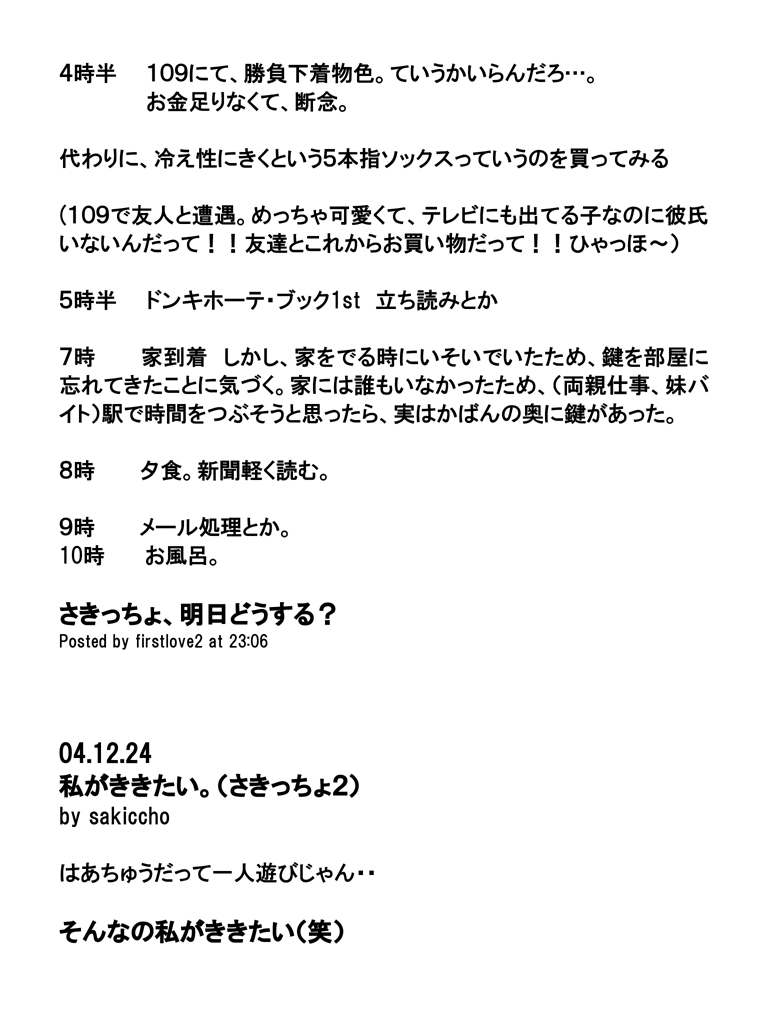 4時半　109にて、勝負下着物色。ていうかいらんだろ…。
お金足りなくて、断念。
代わりに、冷え性にきくという5本指ソックスっていうのを買ってみる
（109で友人と遭遇。めっちゃ可愛くて、テレビにも出てる子なのに彼氏
いないんだって！！友達とこれからお買い物だって！！ひゃっほ～）
5時半　ドンキホーテ・ブック1st　立ち読みとか
7時　　家到着　しかし、家をでる時にいそいでいたため、鍵を部屋に
忘れてきたことに気づく。家には誰もいなかったため、（両親仕事、妹バ
イト）駅で時間をつぶそうと思ったら、実はかばんの奥に鍵があった。
8時　　夕食。新聞軽く読む。
9時　　メール処理とか。
10時　　お風呂。
さきっちょ、明日どうする？
Posted by firstlove2 at 23:06
04.12.24
私がききたい。（さきっちょ2）
by sakiccho
はあちゅうだって一人遊びじゃん・・
そんなの私がききたい（笑）